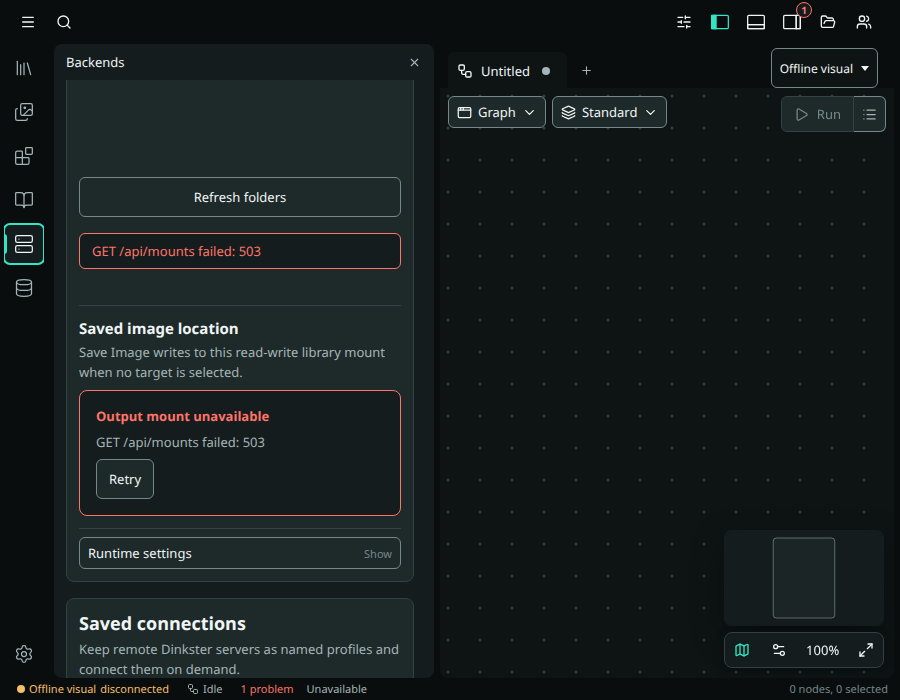 1
Backends
Untitled
Offline visual
Graph
Standard
Run
Refresh folders
GET /api/mounts failed: 503
Saved image location
Save Image writes to this read-write library mount
when no target is selected.
Output mount unavailable
GET /api/mounts failed: 503
Retry
Runtime settings
Show
Saved connections
Keep remote Dinkster servers as named profiles and
connect them on demand.
100%
Offline visual disconnected
Idle
1 problem
Unavailable
0 nodes, 0 selected